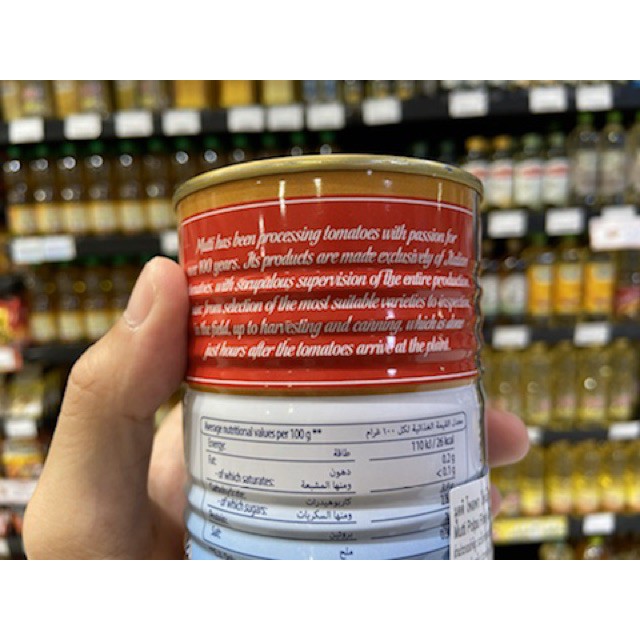 Mutti has been processing tomatoes with passion for
over 100 years. Its products are made exclusively of Italian
tomatoes, with scrupulous supervision of the entire production
from selection of the most suitable varieties to inspection
in the field, up to harvesting and canning, which is done
just hours after the tomatoes arrive at the plant.
Average nutritional values per 100 g** معدل القيمة الغذائية لكل ١٠٠ غرام
Energy: طاقة 110 kJ / 26 kcal
Fat: دهون 0.2 g
- of which saturates: ومنها المشبعة < 0.1 g
Carbohydrate: كاربوهيدرات
- of which sugars: ومنها السكريات
Protein: بروتين
Salt: ملح
Mutti